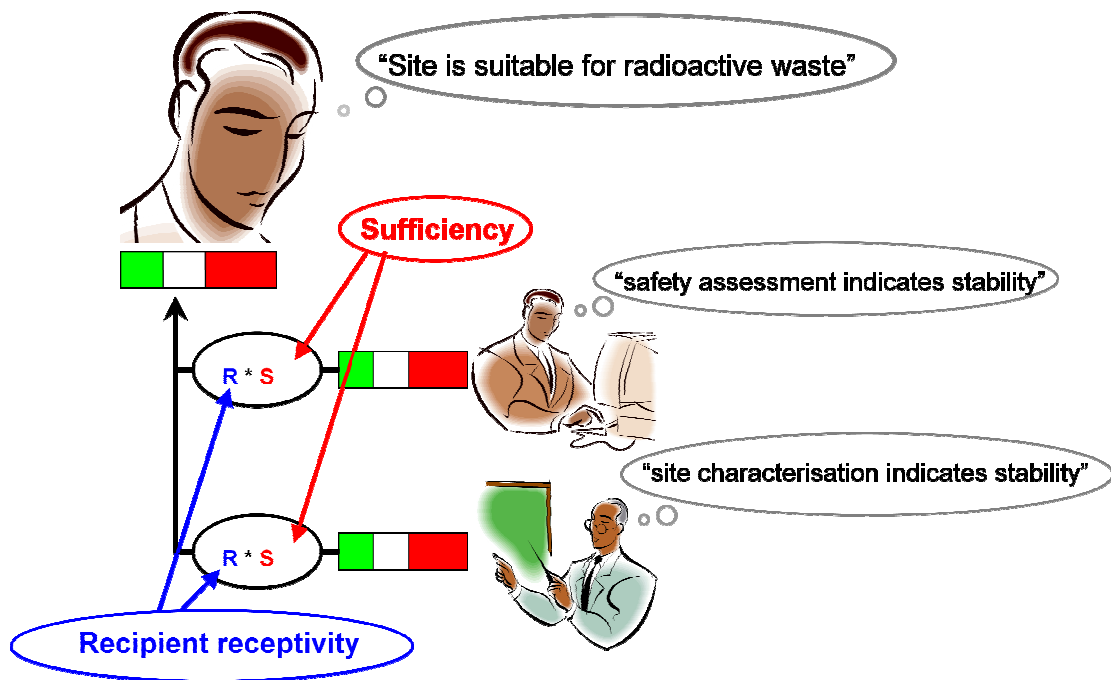 “Site is suitable for radioactive waste”
Sufficiency
“safety assessment indicates stability”
R * S
“site characterisation indicates stability”
R * S
Recipient receptivity